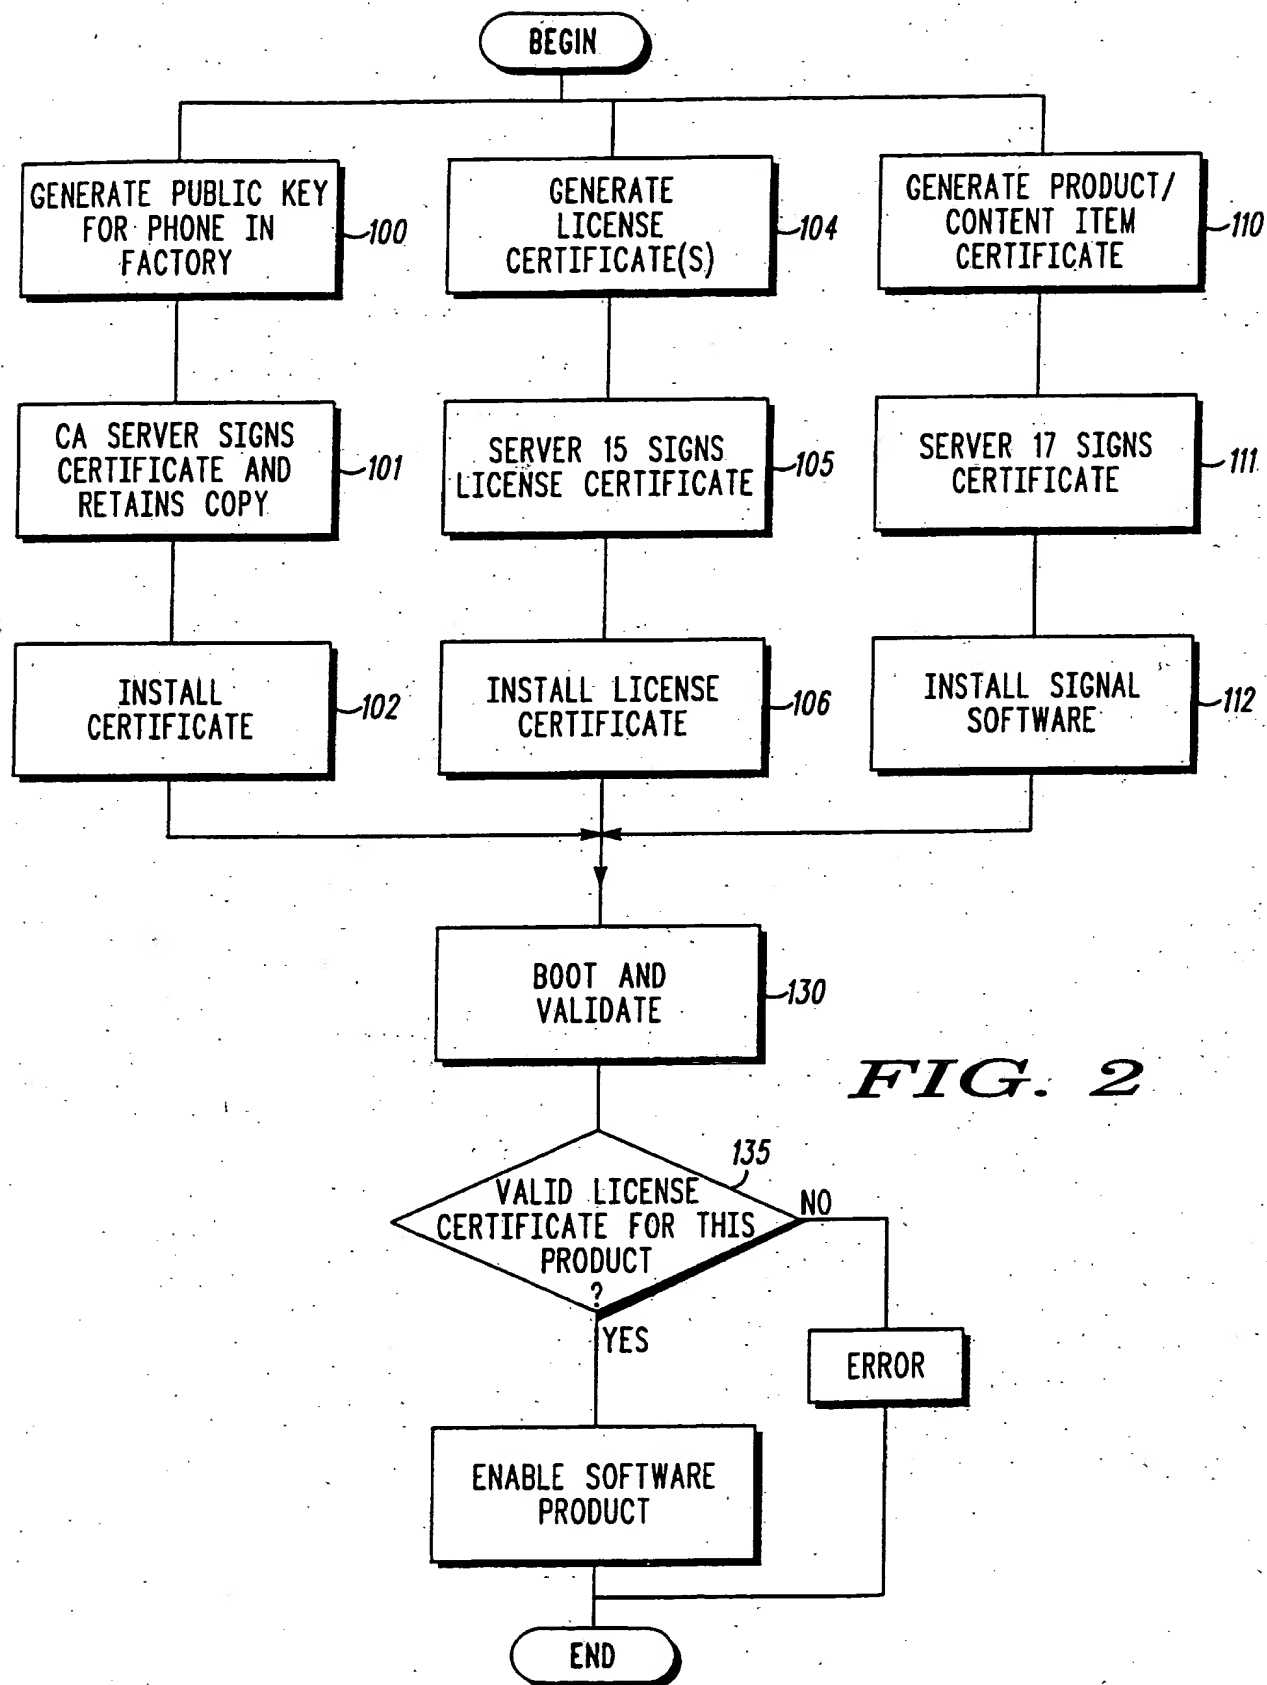 BEGIN
GENERATE PUBLIC KEY
FOR PHONE IN
FACTORY
100
GENERATE
LICENSE
CERTIFICATE(S)
104
GENERATE PRODUCT/
CONTENT ITEM
CERTIFICATE
110
CA SERVER SIGNS
CERTIFICATE AND
RETAINS COPY
101
SERVER 15 SIGNS
LICENSE CERTIFICATE
105
SERVER 17 SIGNS
CERTIFICATE
111
INSTALL
CERTIFICATE
102
INSTALL LICENSE
CERTIFICATE
106
INSTALL SIGNAL
SOFTWARE
112
BOOT AND
VALIDATE
130
FIG. 2
135
VALID LICENSE
CERTIFICATE FOR THIS
PRODUCT
?
NO
YES
ERROR
ENABLE SOFTWARE
PRODUCT
END